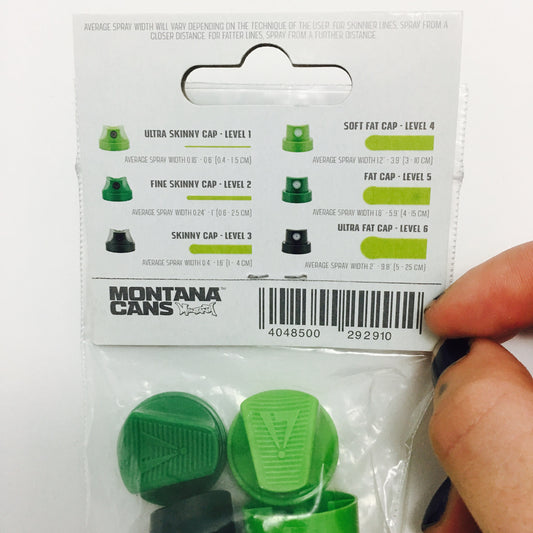 AVERAGE SPRAY WIDTH WILL VARY DEPENDING ON THE TECHNIQUE OF THE USER. FOR SKINNIER LINES, SPRAY FROM A
CLOSER DISTANCE. FOR FATTER LINES, SPRAY FROM A FURTHER DISTANCE.
ULTRA SKINNY CAP - LEVEL 1
AVERAGE SPRAY WIDTH 0.16" - 0.6" (0.4 - 1.5 CM)
FINE SKINNY CAP - LEVEL 2
AVERAGE SPRAY WIDTH 0.24" - 1" (0.6 - 2.5 CM)
SKINNY CAP - LEVEL 3
AVERAGE SPRAY WIDTH 0.4" - 1.6" (1 - 4 CM)
SOFT FAT CAP - LEVEL 4
AVERAGE SPRAY WIDTH 1.2" - 3.9" (3 - 10 CM)
FAT CAP - LEVEL 5
AVERAGE SPRAY WIDTH 1.6" - 5.9" (4 - 15 CM)
ULTRA FAT CAP - LEVEL 6
AVERAGE SPRAY WIDTH 2" - 9.8" (5 - 25 CM)
MONTANA™
CANS
4048500 292910